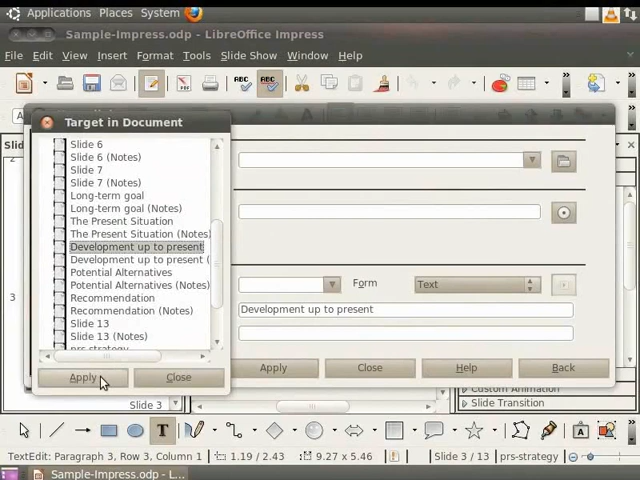 Applications Places System
Sample-Impress.odp - LibreOffice Impress
File Edit View Insert Format Tools Slide Show Window Help
Target in Document
Slide 6
Slide 6 (Notes)
Slide 7
Slide 7 (Notes)
Long-term goal
Long-term goal (Notes)
The Present Situation
The Present Situation (Notes)
Development up to present
Development up to present (
Potential Alternatives
Potential Alternatives (Notes)
Recommendation
Recommendation (Notes)
Slide 13
Slide 13 (Notes)
prs-strategy
Form Text
Development up to present
Apply Close Help Back
Apply Close
3
Custom Animation
Slide Transition
Slide 3
TextEdit: Paragraph 3, Row 3, Column 1 1.19 / 2.43 9.27 x 5.46 Slide 3 / 13 prs-strategy
Sample-Impress.odp - L...